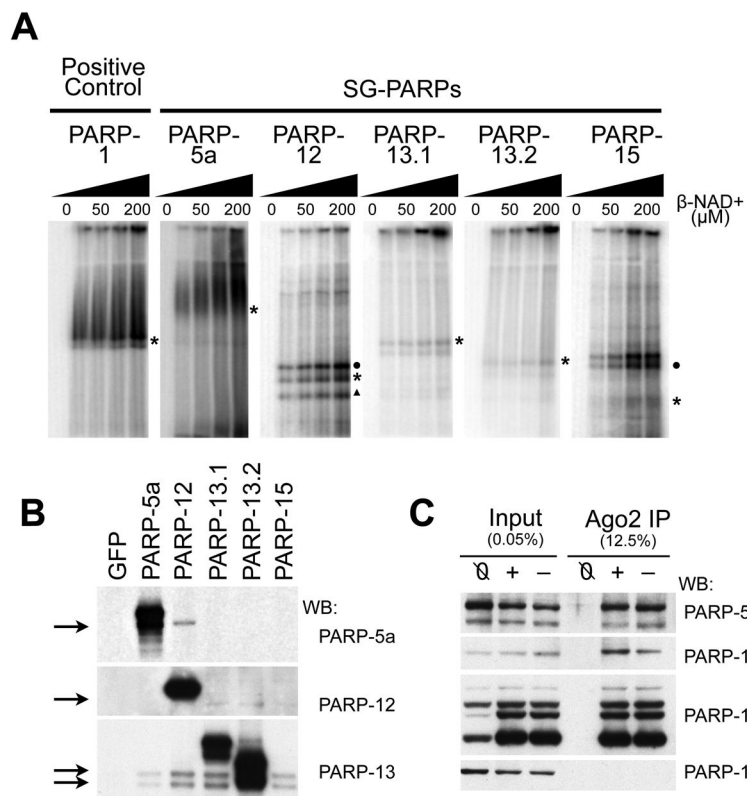 A
Positive
Control
SG-PARPs
PARP-
1
PARP-
5a
PARP-
12
PARP-
13.1
PARP-
13.2
PARP-
15
0 50 200
0 50 200
0 50 200
0 50 200
0 50 200
0 50 200
β-NAD+
(µM)
*
*
●
*
▲
*
*
●
*
B
GFP
PARP-5a
PARP-12
PARP-13.1
PARP-13.2
PARP-15
WB:
PARP-5a
PARP-12
PARP-13
C
Input
(0.05%)
Ago2 IP
(12.5%)
+ –
+ –
WB:
PARP-5
PARP-1
PARP-1
PARP-1